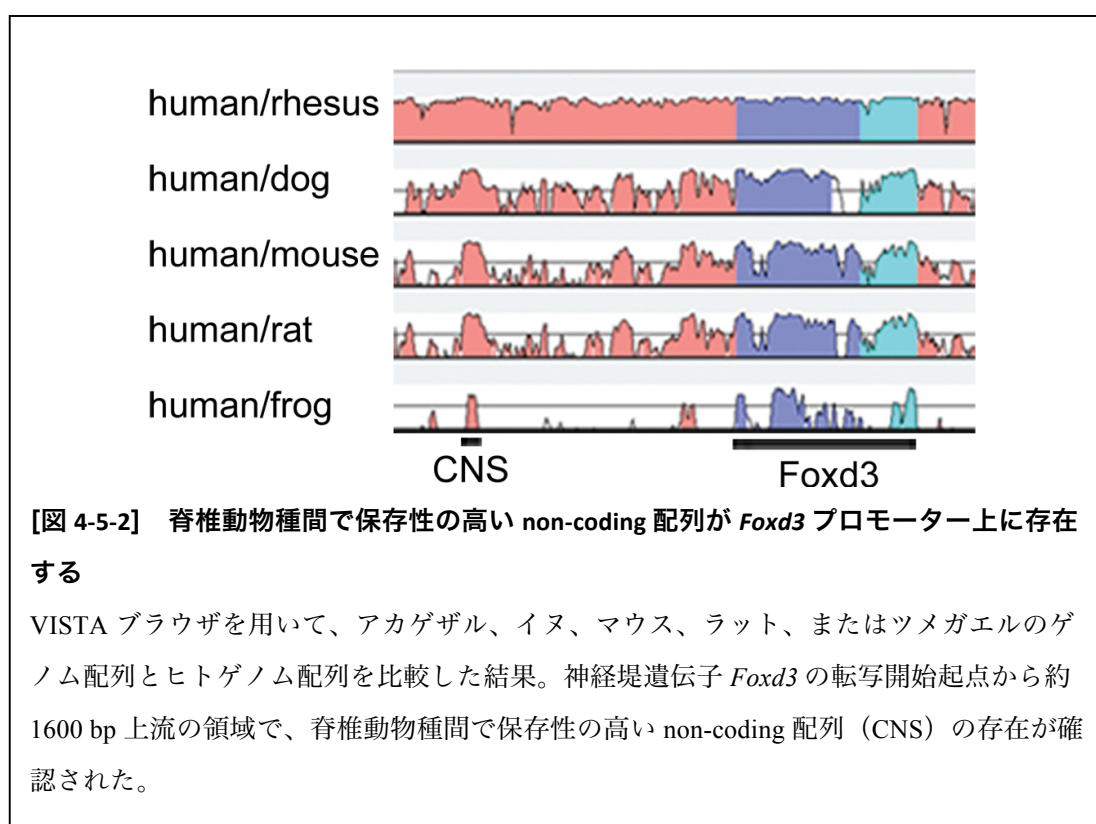 human/rhesus
human/dog
human/mouse
human/rat
human/frog
CNS
Foxd3
[図 4-5-2] 脊椎動物種間で保存性の高い non-coding 配列が Foxd3 プロモーター上に存在
する
VISTA ブラウザを用いて、アカゲザル、イヌ、マウス、ラット、またはツメガエルのゲ
ノム配列とヒトゲノム配列を比較した結果。神経堤遺伝子 Foxd3 の転写開始起点から約
1600 bp 上流の領域で、脊椎動物種間で保存性の高い non-coding 配列（CNS）の存在が確
認された。